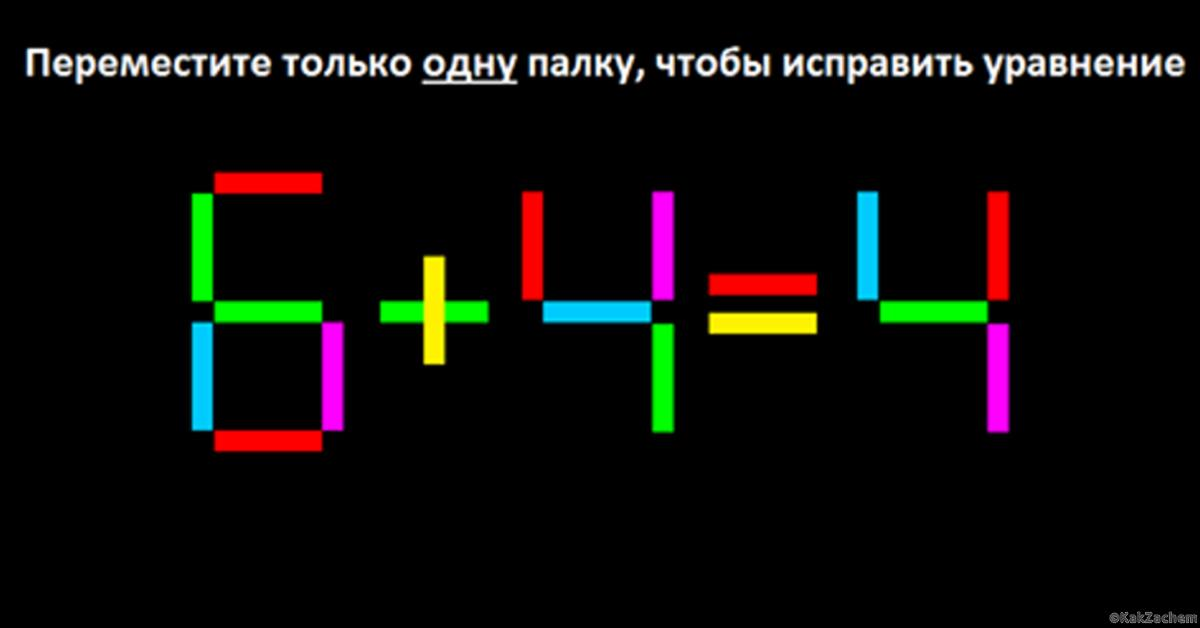 Переместите только одну палку, чтобы исправить уравнение
6+4=4
©KakZachem